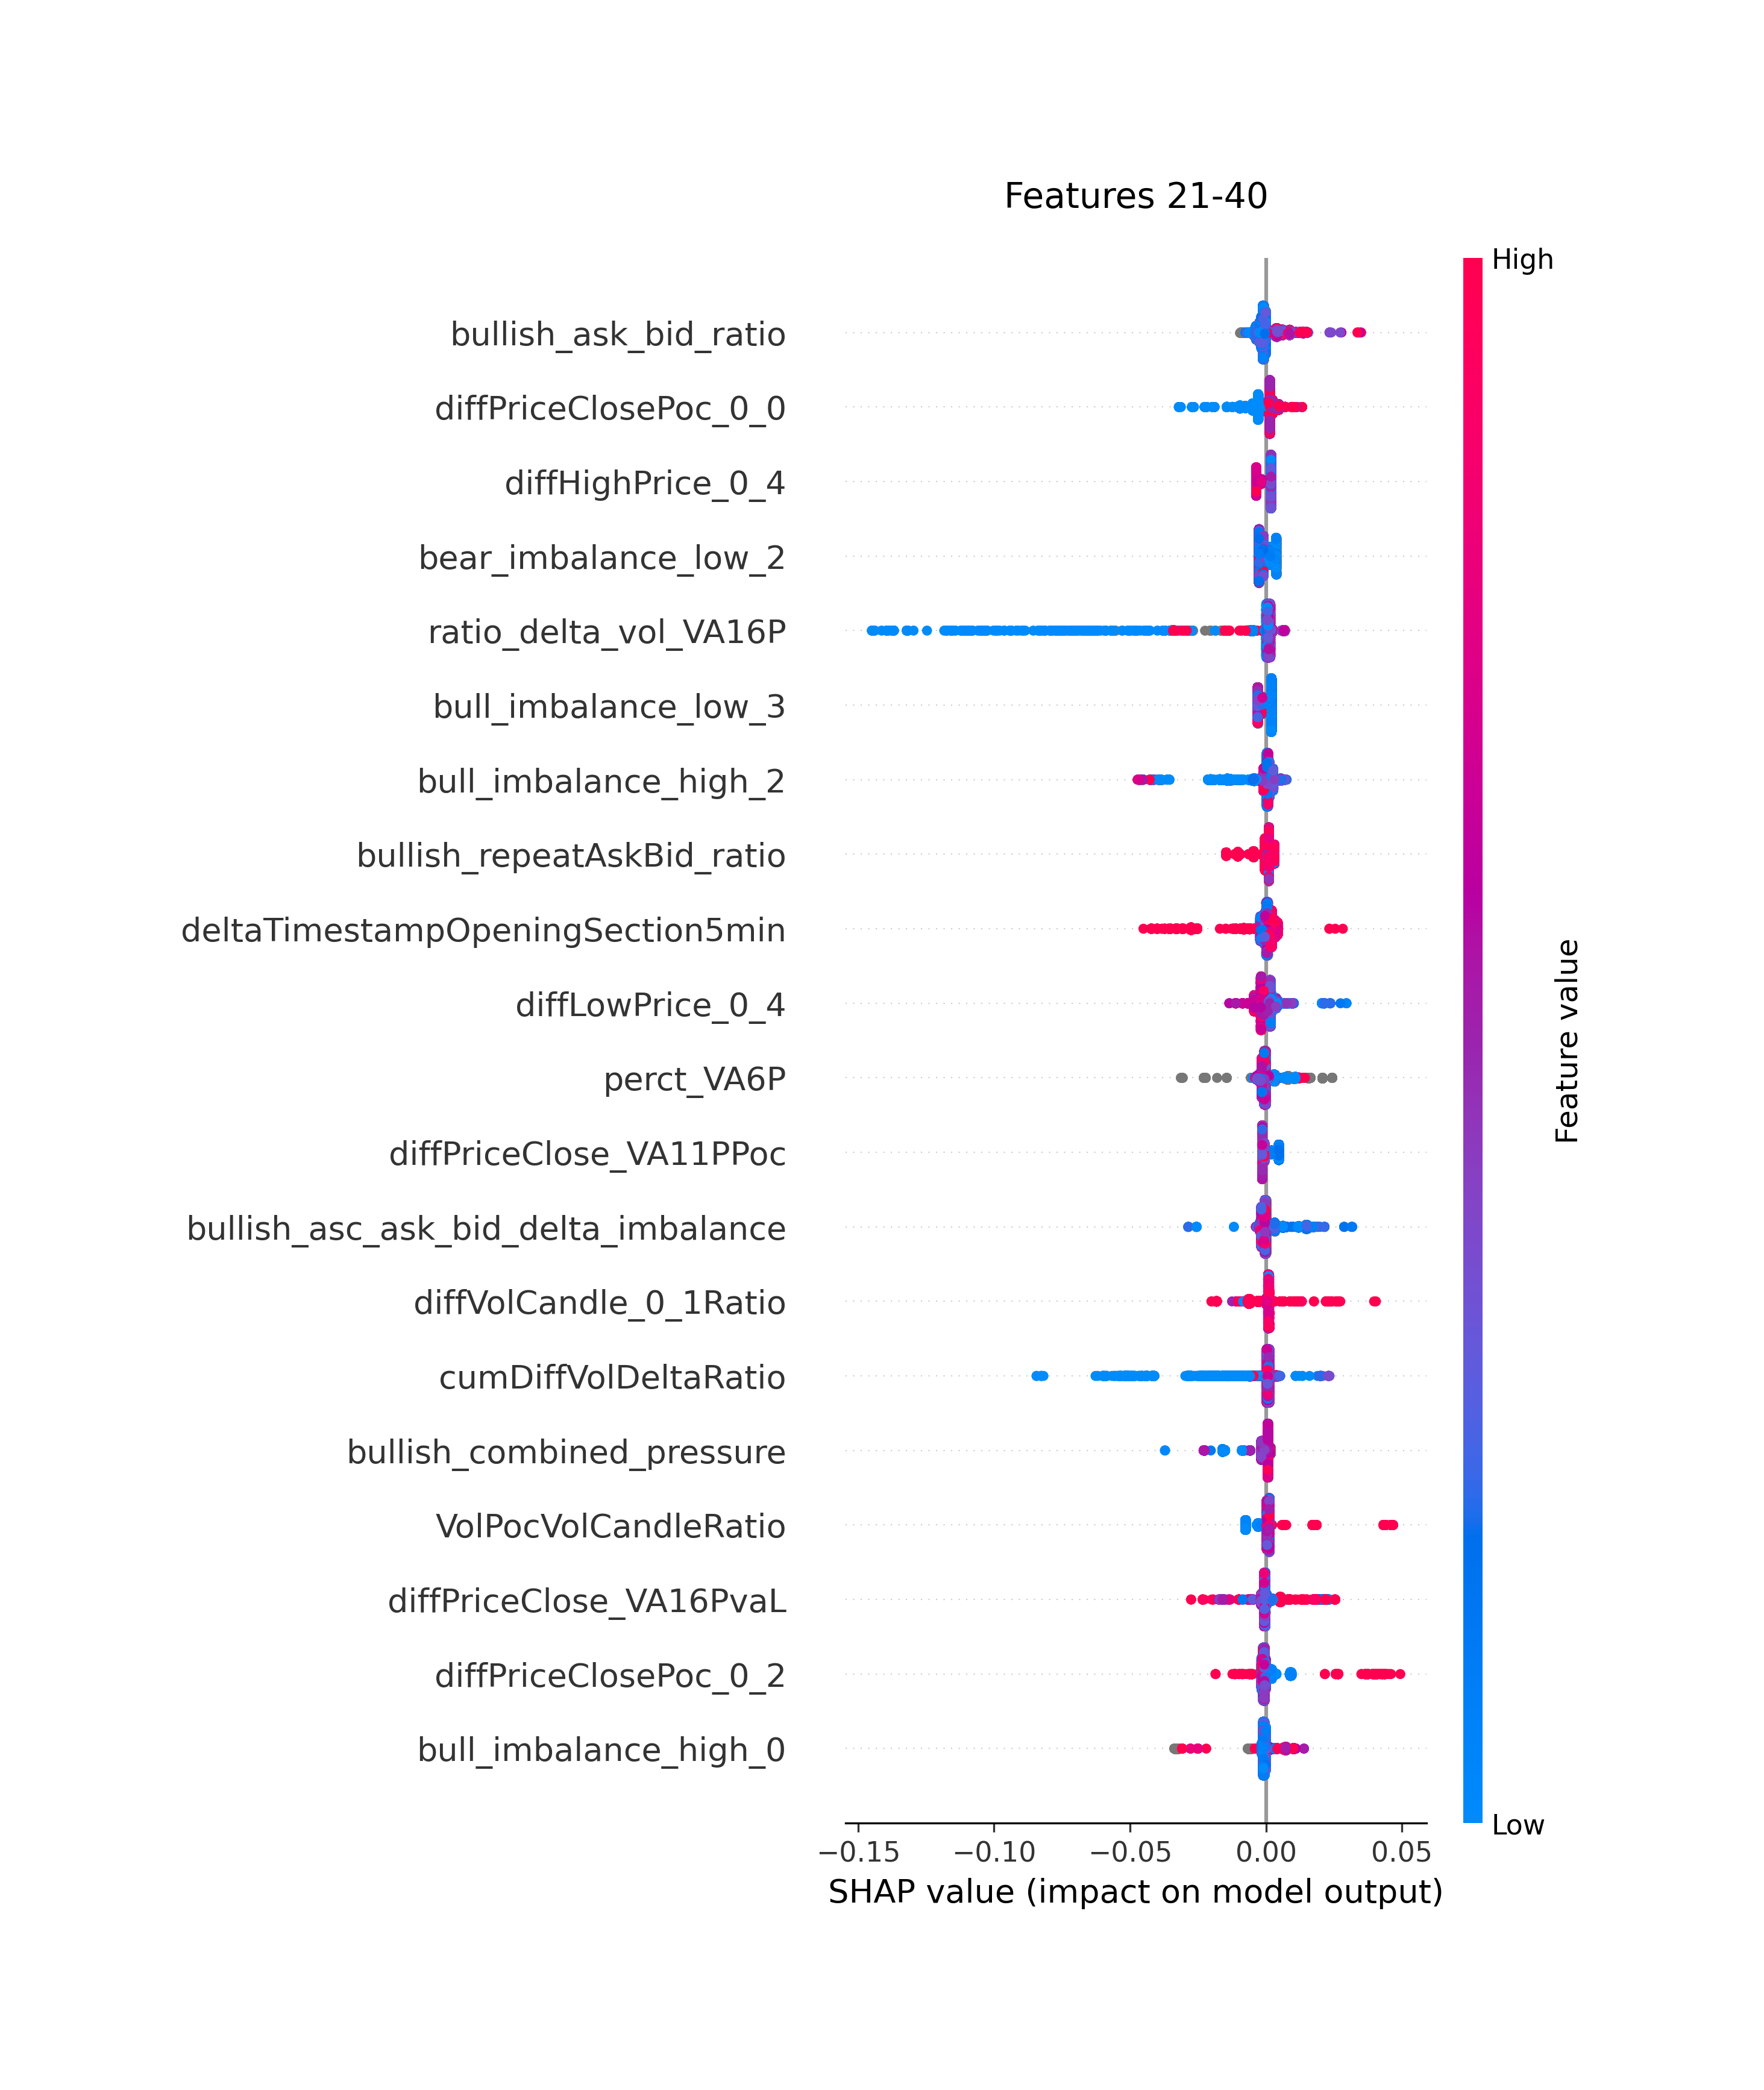 Features 21-40
High
bullish_ask_bid_ratio
diffPriceClosePoc_0_0
diffHighPrice_0_4
bear_imbalance_low_2
ratio_delta_vol_VA16P
bull_imbalance_low_3
bull_imbalance_high_2
bullish_repeatAskBid_ratio
deltaTimestampOpeningSection5min
diffLowPrice_0_4
perct_VA6P
diffPriceClose_VA11PPoc
bullish_asc_ask_bid_delta_imbalance
diffVolCandle_0_1Ratio
cumDiffVolDeltaRatio
bullish_combined_pressure
VolPocVolCandleRatio
diffPriceClose_VA16PvaL
diffPriceClosePoc_0_2
bull_imbalance_high_0
Feature value
Low
−0.15 −0.10 −0.05 0.00 0.05
SHAP value (impact on model output)